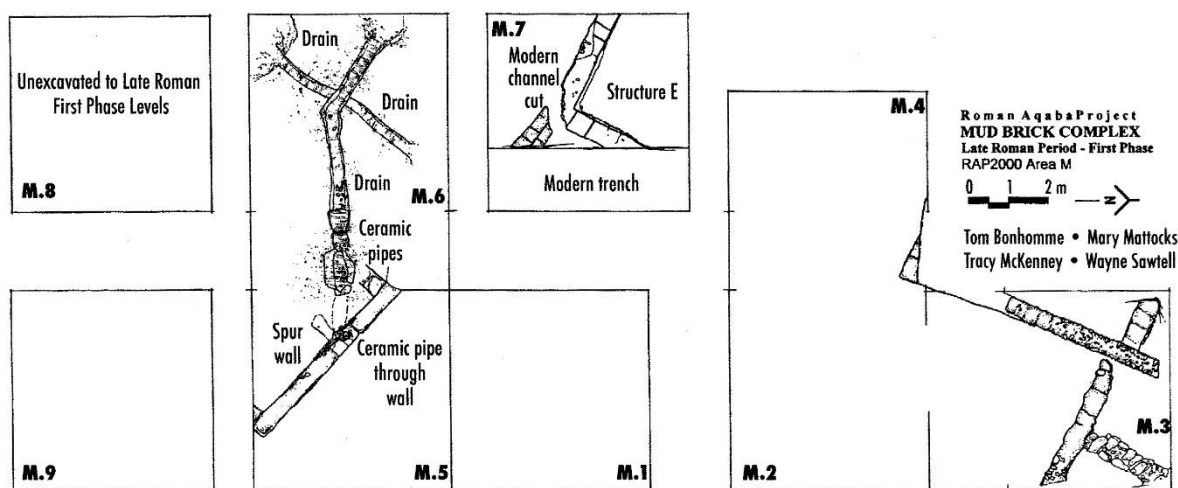 Unexcavated to Late Roman
First Phase Levels
M.8
Drain
Drain
Drain
M.6
Ceramic
pipes
M.7
Modern
channel
cut
Structure E
Modern trench
M.4
Roman AqabaProject
MUD BRICK COMPLEX
Late Roman Period - First Phase
RAP2000 Area M
0 1 2 m
N
Tom Bonhomme • Mary Mattocks
Tracy McKenney • Wayne Sawtell
M.9
Spur
wall
Ceramic pipe
through
wall
M.5
M.1
M.2
M.3